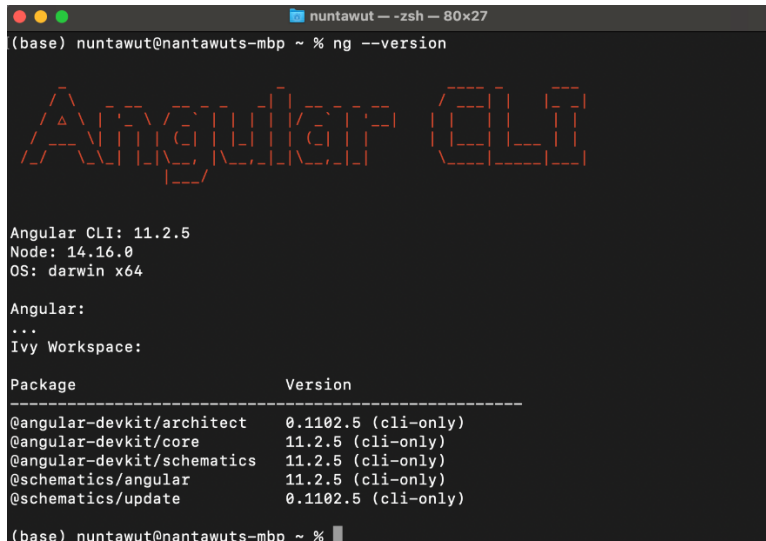 nuntawut — -zsh — 80×27
(base) nuntawut@nantawuts-mbp ~ % ng --version
Angular CLI
Angular CLI: 11.2.5
Node: 14.16.0
OS: darwin x64
Angular:
...
Ivy Workspace:
Package Version
------------------------------------------------------
@angular-devkit/architect 0.1102.5 (cli-only)
@angular-devkit/core 11.2.5 (cli-only)
@angular-devkit/schematics 11.2.5 (cli-only)
@schematics/angular 11.2.5 (cli-only)
@schematics/update 0.1102.5 (cli-only)
(base) nuntawut@nantawuts-mbp ~ %